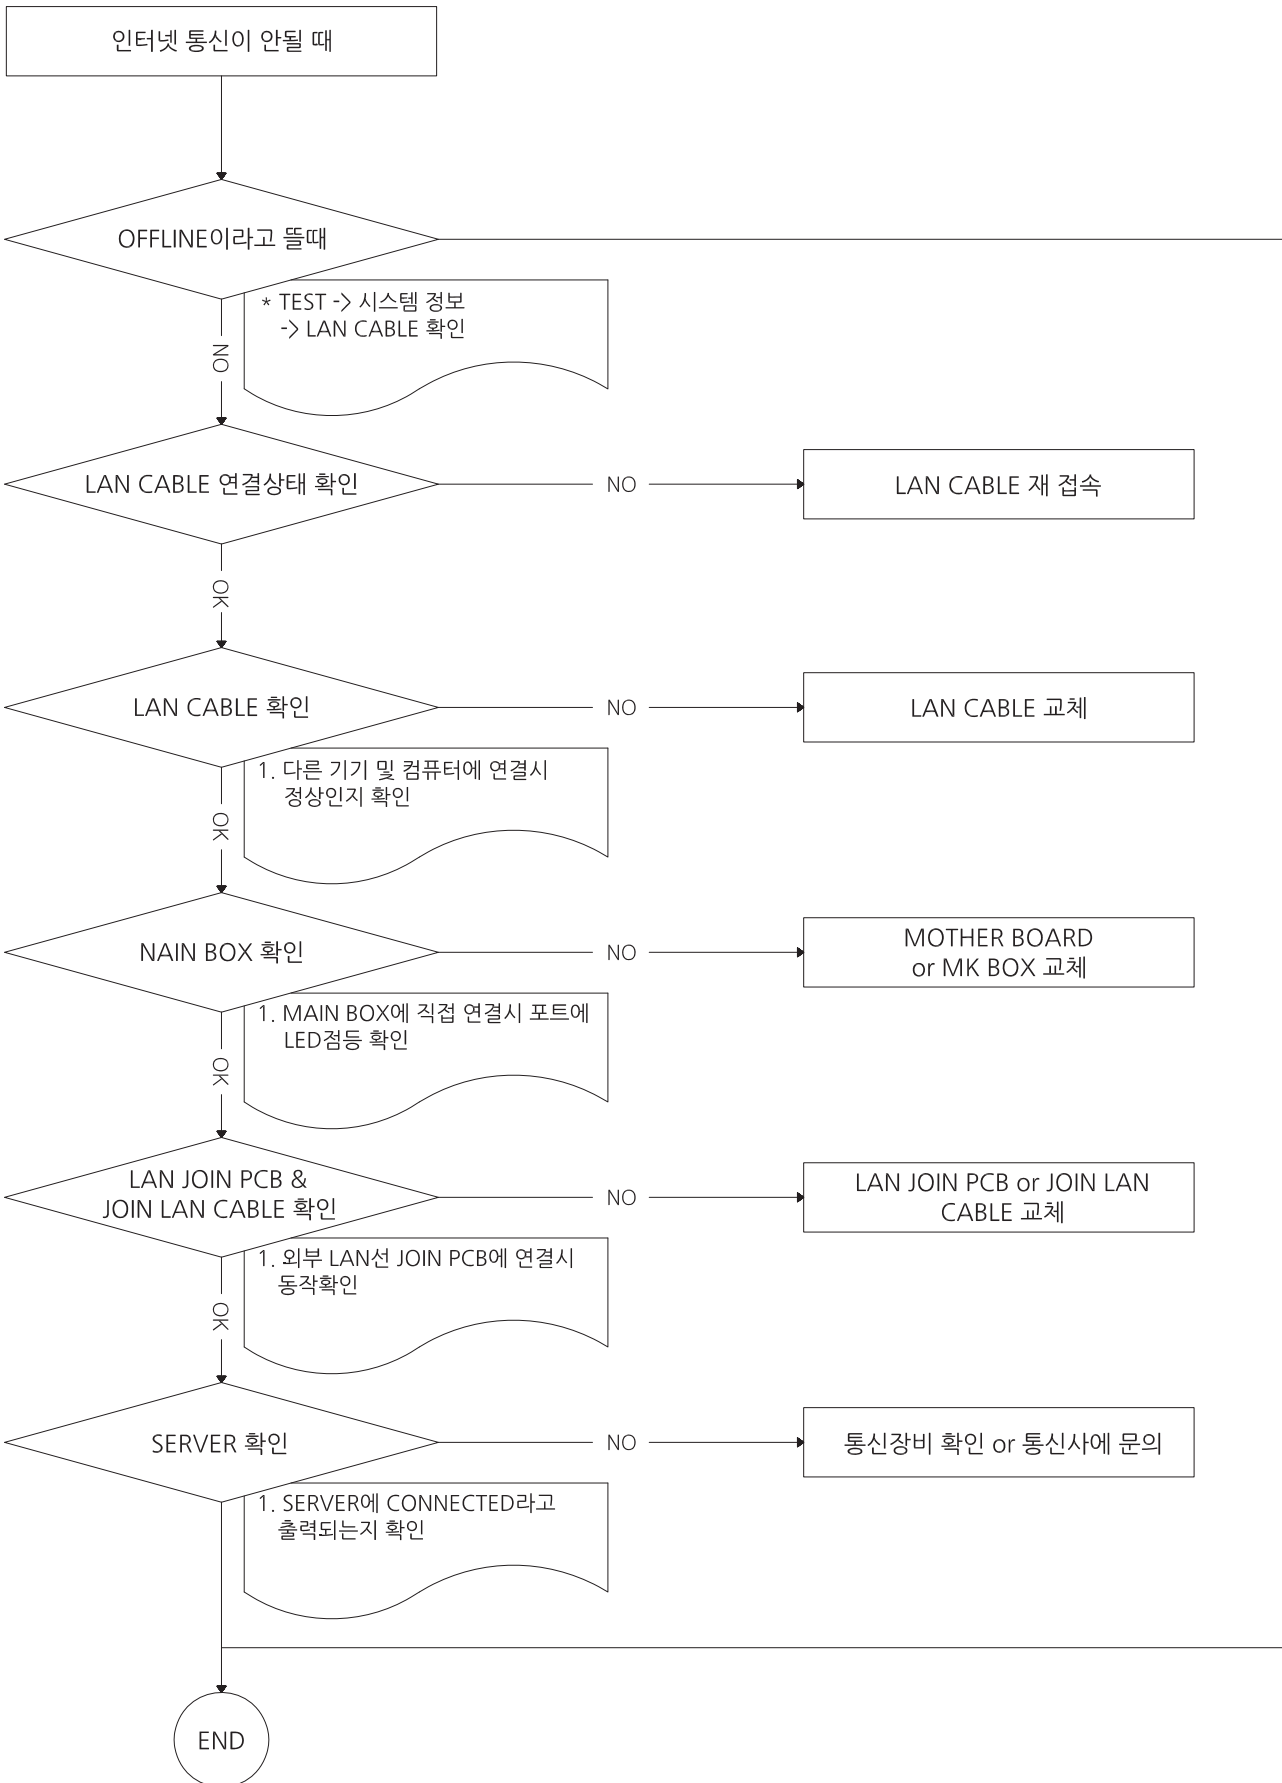 인터넷 통신이 안될 때
OFFLINE이라고 뜰때
* TEST -> 시스템 정보
-> LAN CABLE 확인
NO
LAN CABLE 연결상태 확인
NO
LAN CABLE 재 접속
OK
LAN CABLE 확인
NO
LAN CABLE 교체
1. 다른 기기 및 컴퓨터에 연결시
정상인지 확인
OK
NAIN BOX 확인
NO
MOTHER BOARD
or MK BOX 교체
1. MAIN BOX에 직접 연결시 포트에
LED점등 확인
OK
LAN JOIN PCB &
JOIN LAN CABLE 확인
NO
LAN JOIN PCB or JOIN LAN
CABLE 교체
1. 외부 LAN선 JOIN PCB에 연결시
동작확인
OK
SERVER 확인
NO
통신장비 확인 or 통신사에 문의
1. SERVER에 CONNECTED라고
출력되는지 확인
END